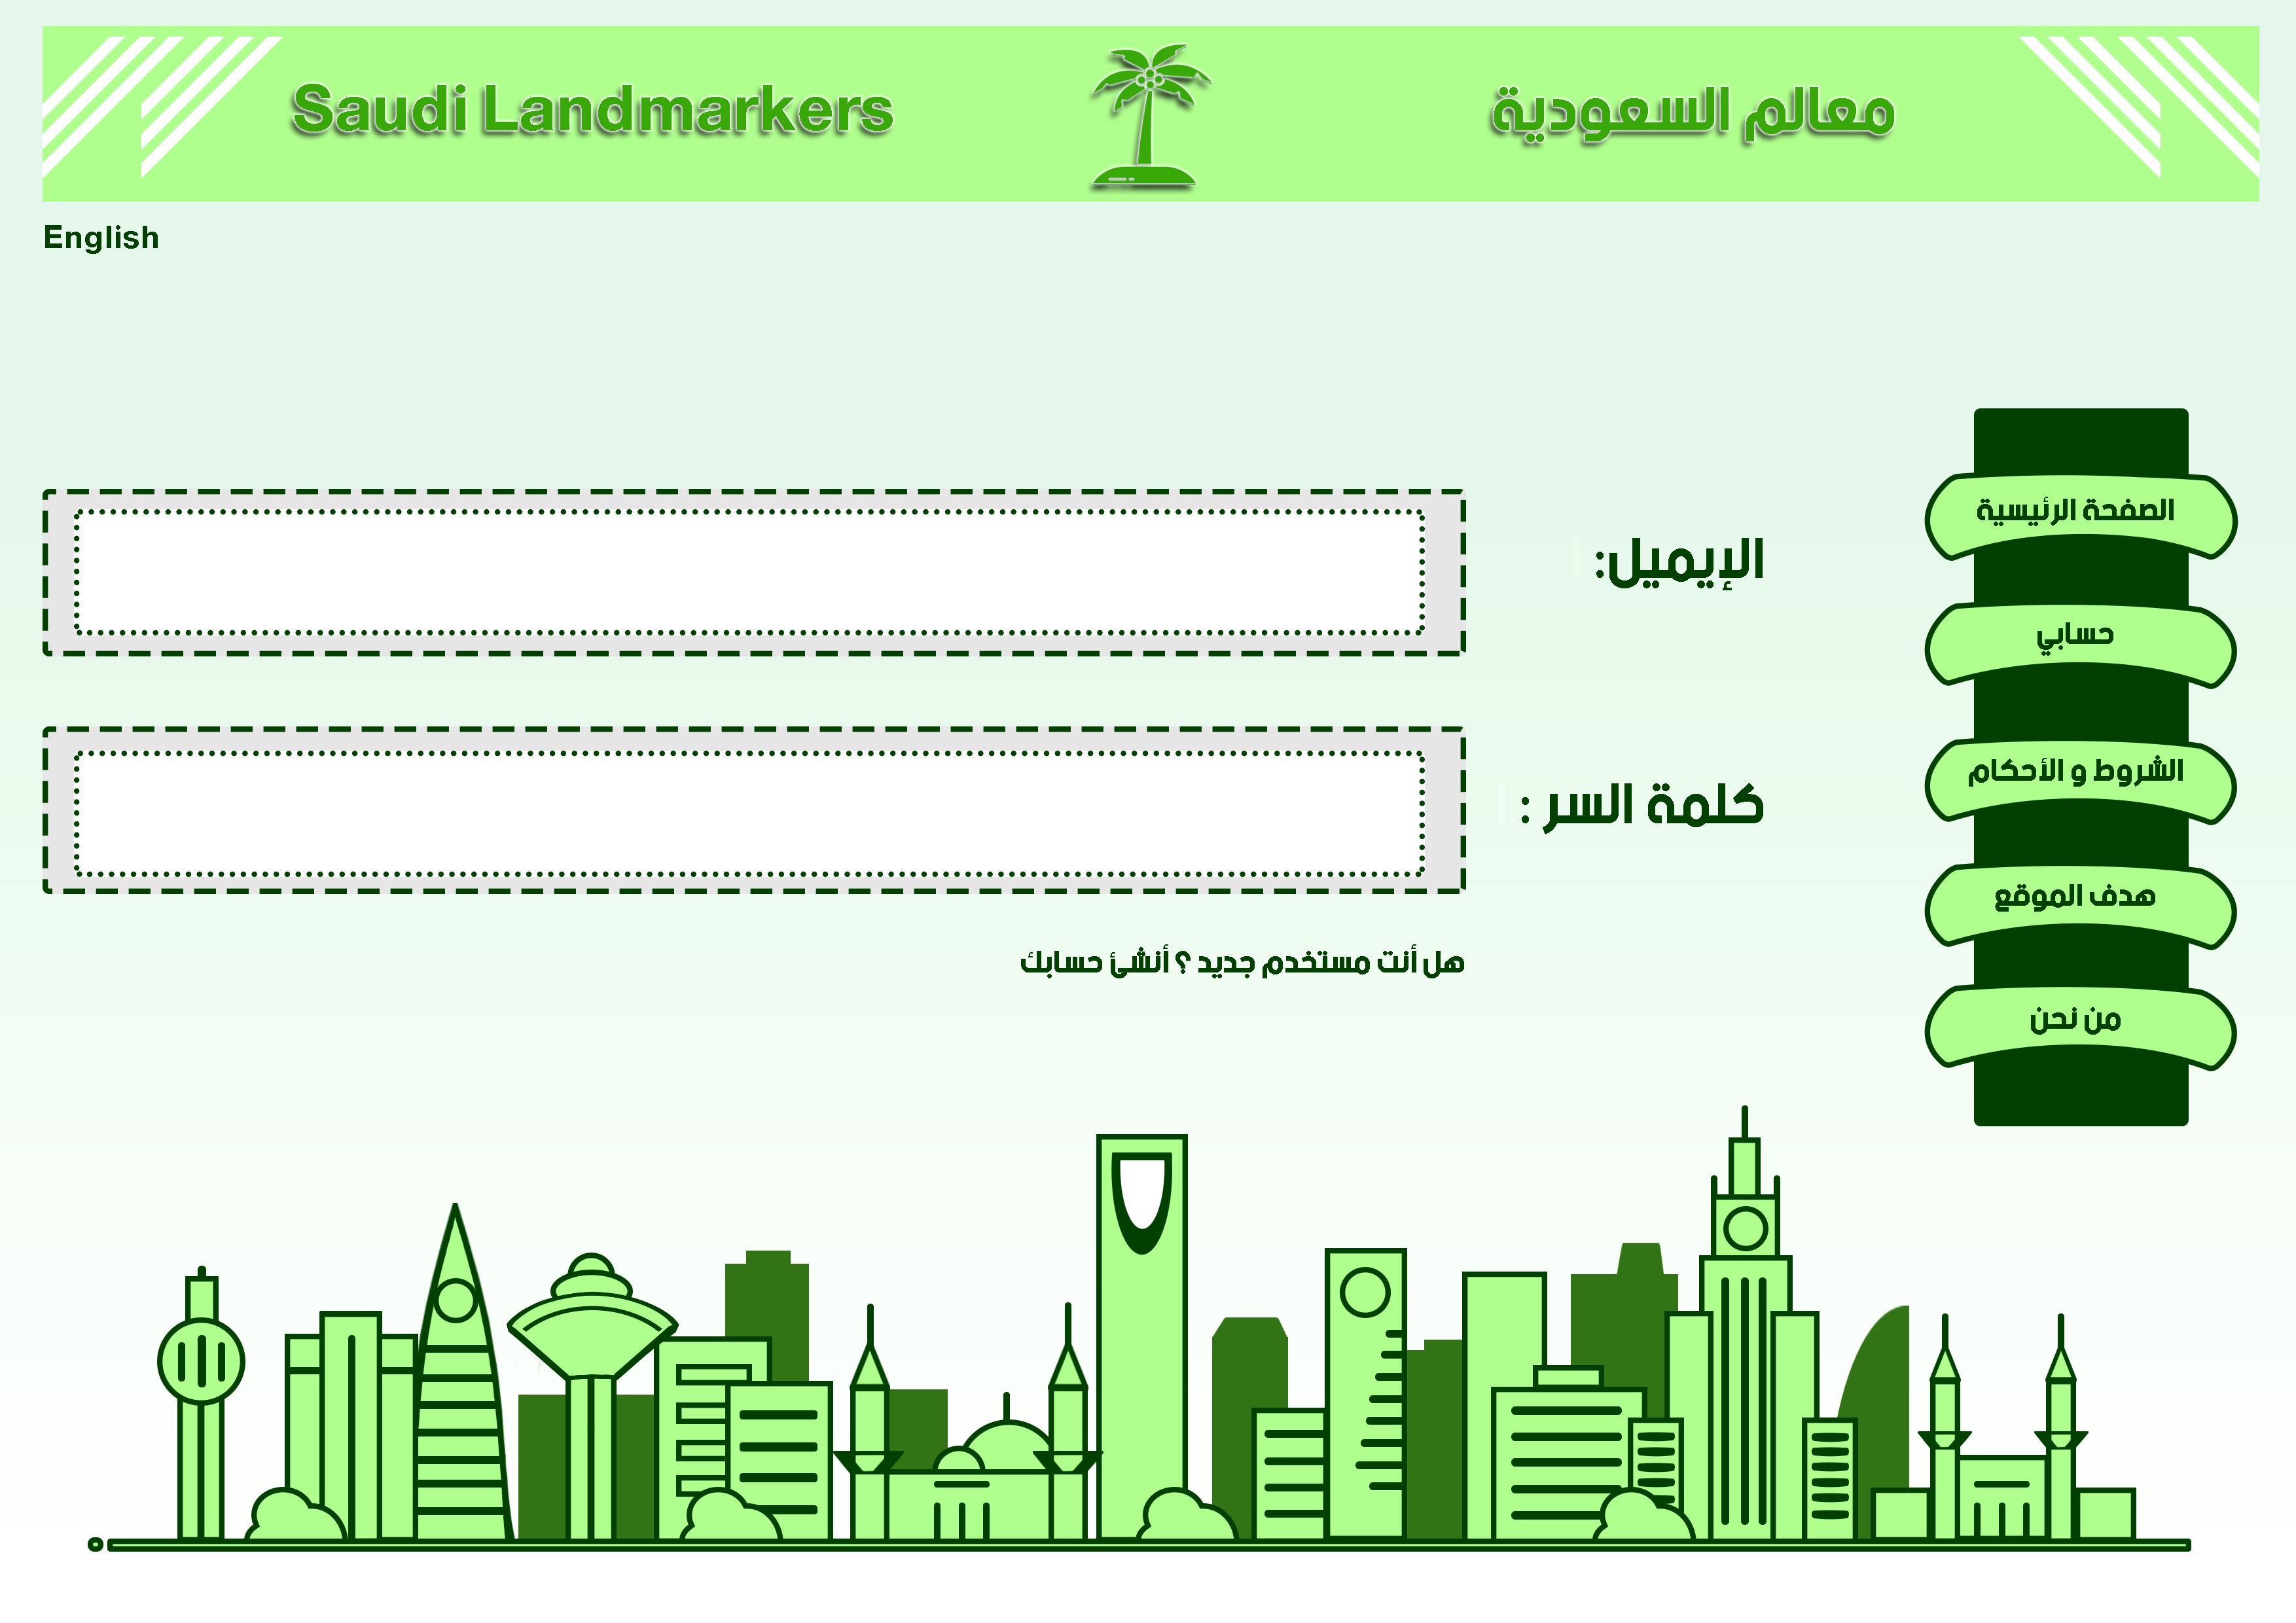 معالم السعودية
Saudi Landmarkers
English
الصفحة الرئيسية
حسابي
الشروط و الأحكام
هدف الموقع
من نحن
الإيميل:
كلمة السر :
هل أنت مستخدم جديد ؟ أنشئ حسابك